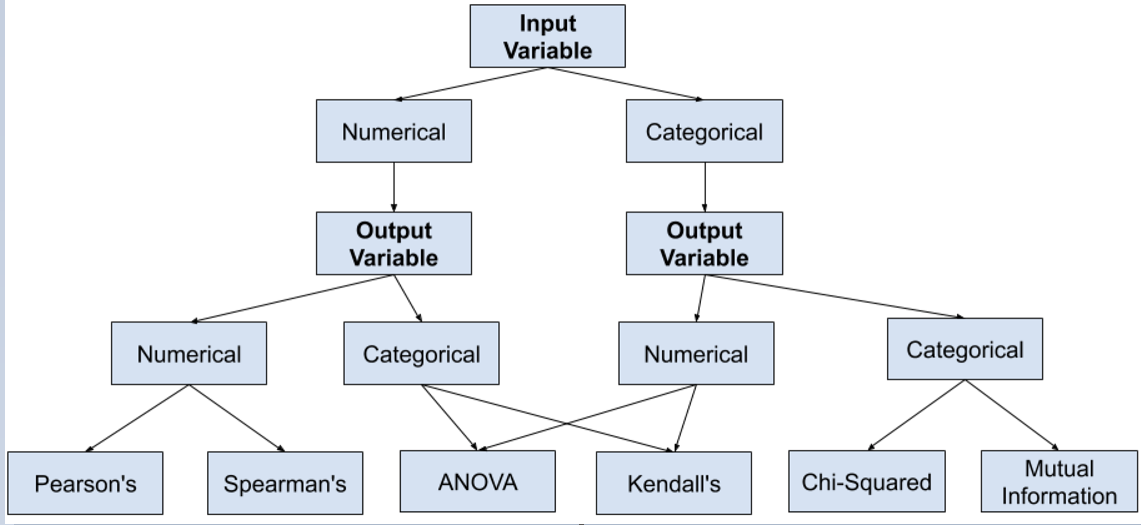 Input
Variable
Numerical
Categorical
Output
Variable
Output
Variable
Numerical
Categorical
Numerical
Categorical
Pearson's
Spearman's
ANOVA
Kendall's
Chi-Squared
Mutual
Information